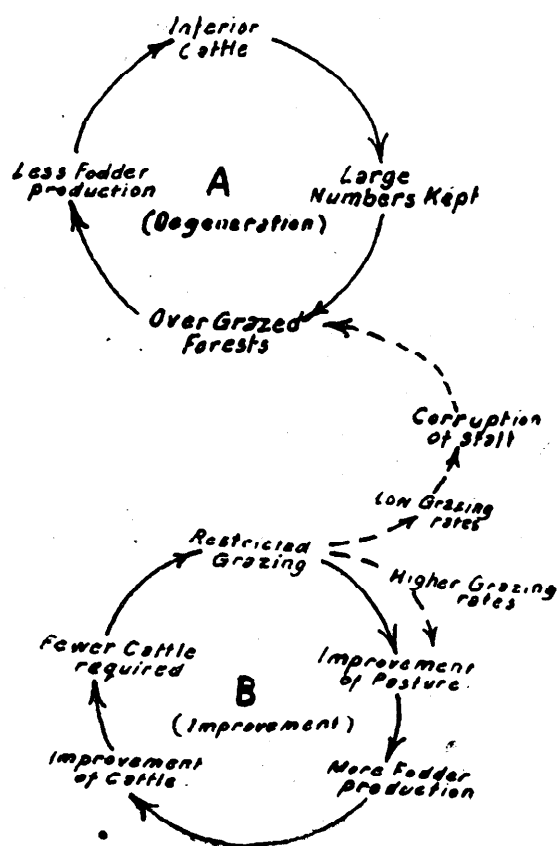 Inferior
Cattle
Less Fodder
production
A
(Degeneration)
Large
Numbers Kept
Over Grazed
Forests
Corruption
of Staff
Low Grazing
rates
Restricted
Grazing
Higher Grazing
rates
Fewer Cattle
required
B
(Improvement)
Improvement
of Pasture
Improvement
of Cattle
More Fodder
production